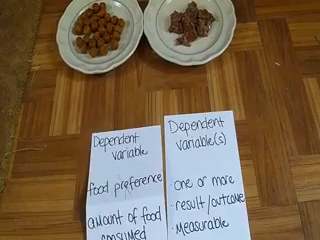 Dependent
variable
food preference
amount of food
consumed
Dependent
variable(s)
· one or more
· result/outcome
· Measurable